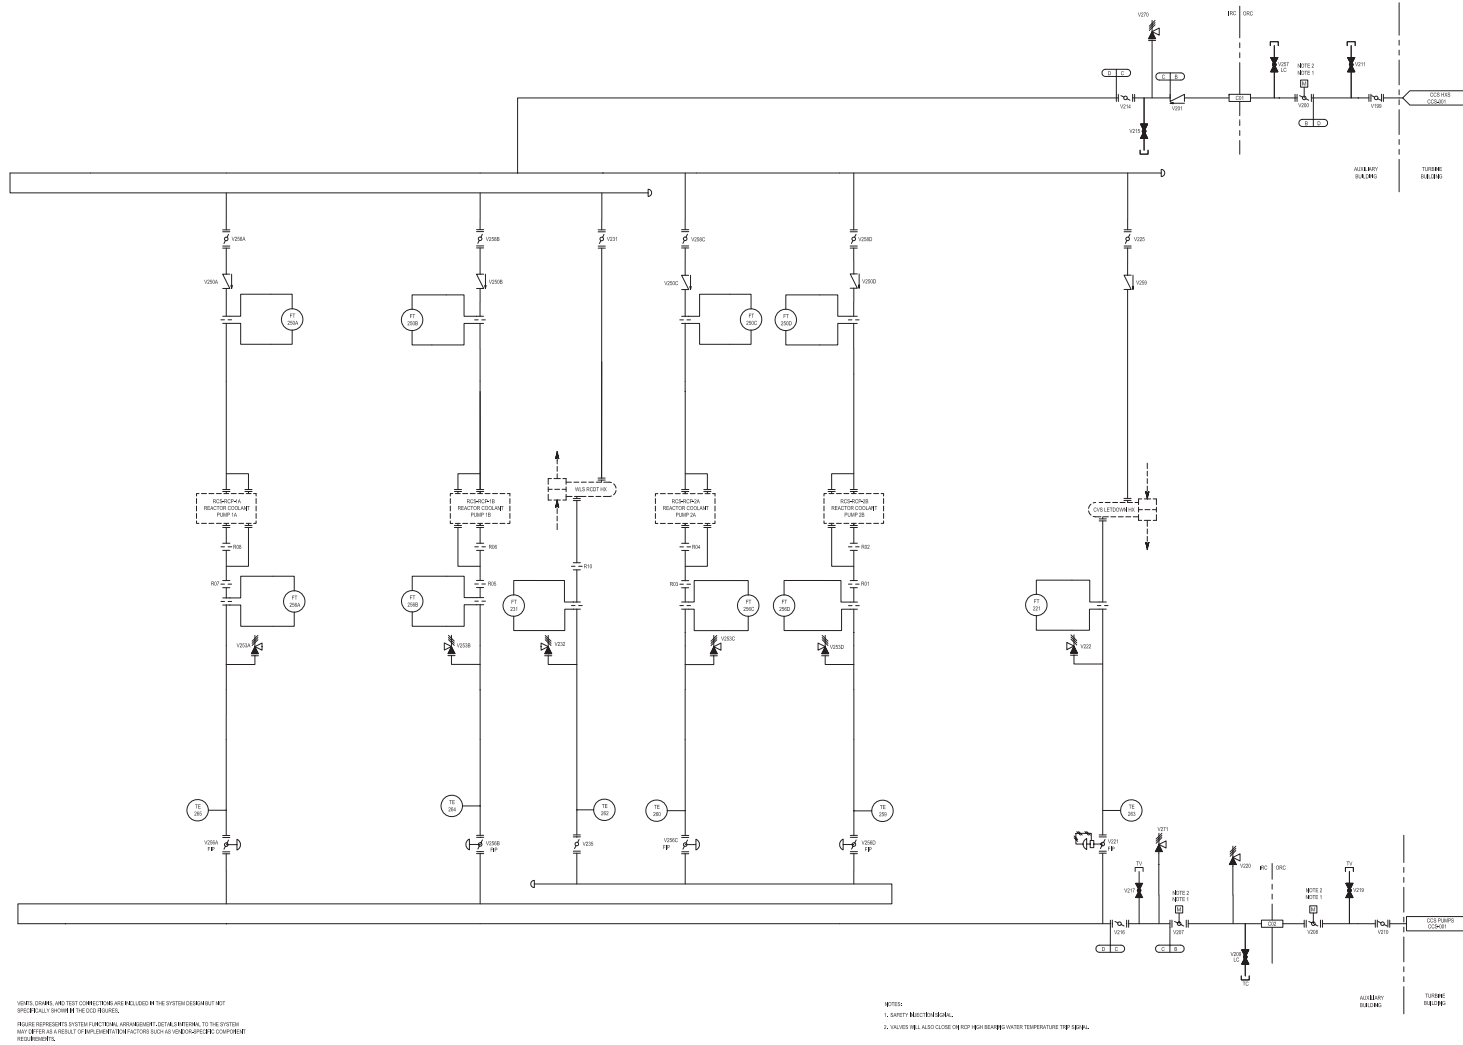 V270
IRC
ORC
D
C
C
B
V257
LC
NOTE 2
NOTE 1
M
V211
V214
V201
C01
V200
V199
CCS HXS
CCS-001
B
D
V215
AUXILIARY
BUILDING
TURBINE
BUILDING
V258A
V258B
V231
V258C
V258D
V225
V250A
V250B
V250C
V250D
V259
FT
250A
FT
250B
FT
250C
FT
250D
RCS-RCP-1A
REACTOR COOLANT
PUMP 1A
RCS-RCP-1B
REACTOR COOLANT
PUMP 1B
WLS RCDT HX
RCS-RCP-2A
REACTOR COOLANT
PUMP 2A
RCS-RCP-2B
REACTOR COOLANT
PUMP 2B
CVS LETDOWN HX
R08
R06
R04
R02
R10
R07
R05
R03
R01
FT
256A
FT
256B
FT
231
FT
256C
FT
256D
FT
221
V253A
V253B
V232
V253C
V253D
V222
TE
265
TE
264
TE
262
TE
260
TE
259
TE
263
V256A
FIP
V256B
FIP
V235
V256C
FIP
V256D
FIP
V221
FIP
V271
V220
TV
V217
NOTE 2
NOTE 1
M
IRC
ORC
NOTE 2
NOTE 1
M
TV
V219
V216
V207
C02
V208
V210
CCS PUMPS
CCS-001
D
C
C
B
V209
LC
TC
AUXILIARY
BUILDING
TURBINE
BUILDING
VENTS, DRAINS, AND TEST CONNECTIONS ARE INCLUDED IN THE SYSTEM DESIGN BUT NOT
SPECIFICALLY SHOWN IN THE DCD FIGURES.
FIGURE REPRESENTS SYSTEM FUNCTIONAL ARRANGEMENT. DETAILS INTERNAL TO THE SYSTEM
MAY DIFFER AS A RESULT OF IMPLEMENTATION FACTORS SUCH AS VENDOR-SPECIFIC COMPONENT
REQUIREMENTS.
NOTES:
1. SAFETY INJECTION SIGNAL.
2. VALVES WILL ALSO CLOSE ON RCP HIGH BEARING WATER TEMPERATURE TRIP SIGNAL.